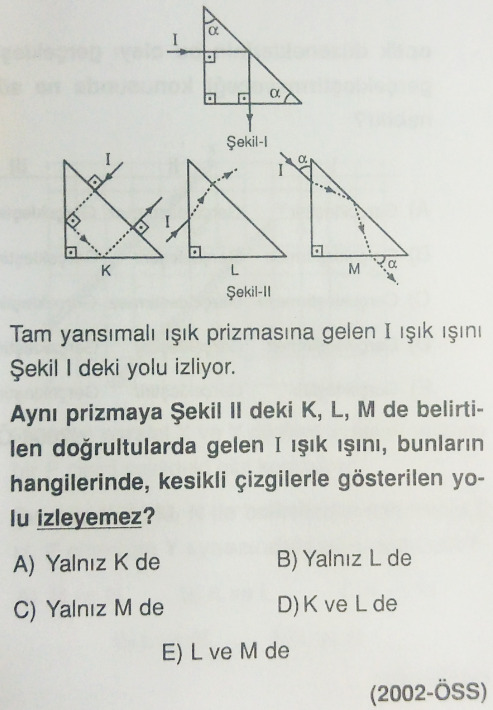 α
I
α
Şekil-I
I
α
I
K
L
M
α
Şekil-II
Tam yansımalı ışık prizmasına gelen I ışık ışını
Şekil I deki yolu izliyor.
Aynı prizmaya Şekil II deki K, L, M de belirti-
len doğrultularda gelen I ışık ışını, bunların
hangilerinde, kesikli çizgilerle gösterilen yo-
lu izleyemez?
A) Yalnız K de
B) Yalnız L de
C) Yalnız M de
D) K ve L de
E) L ve M de
(2002-ÖSS)